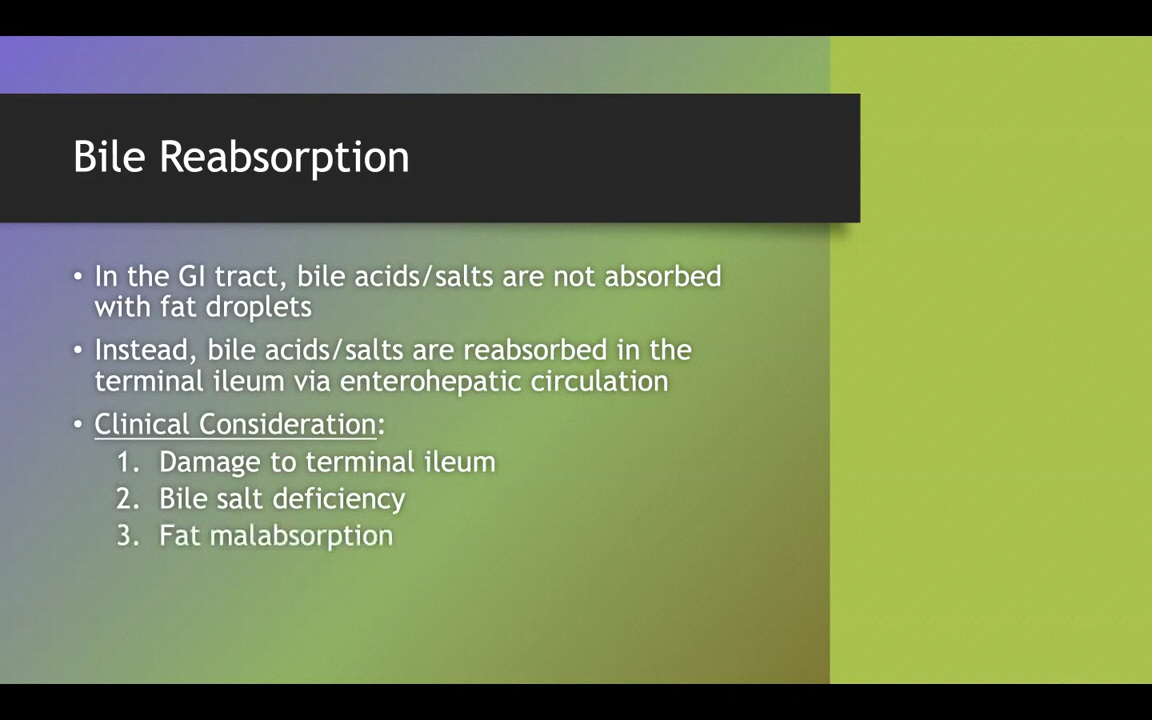 Bile Reabsorption
• In the GI tract, bile acids/salts are not absorbed
with fat droplets
• Instead, bile acids/salts are reabsorbed in the
terminal ileum via enterohepatic circulation
• Clinical Consideration:
1. Damage to terminal ileum
2. Bile salt deficiency
3. Fat malabsorption